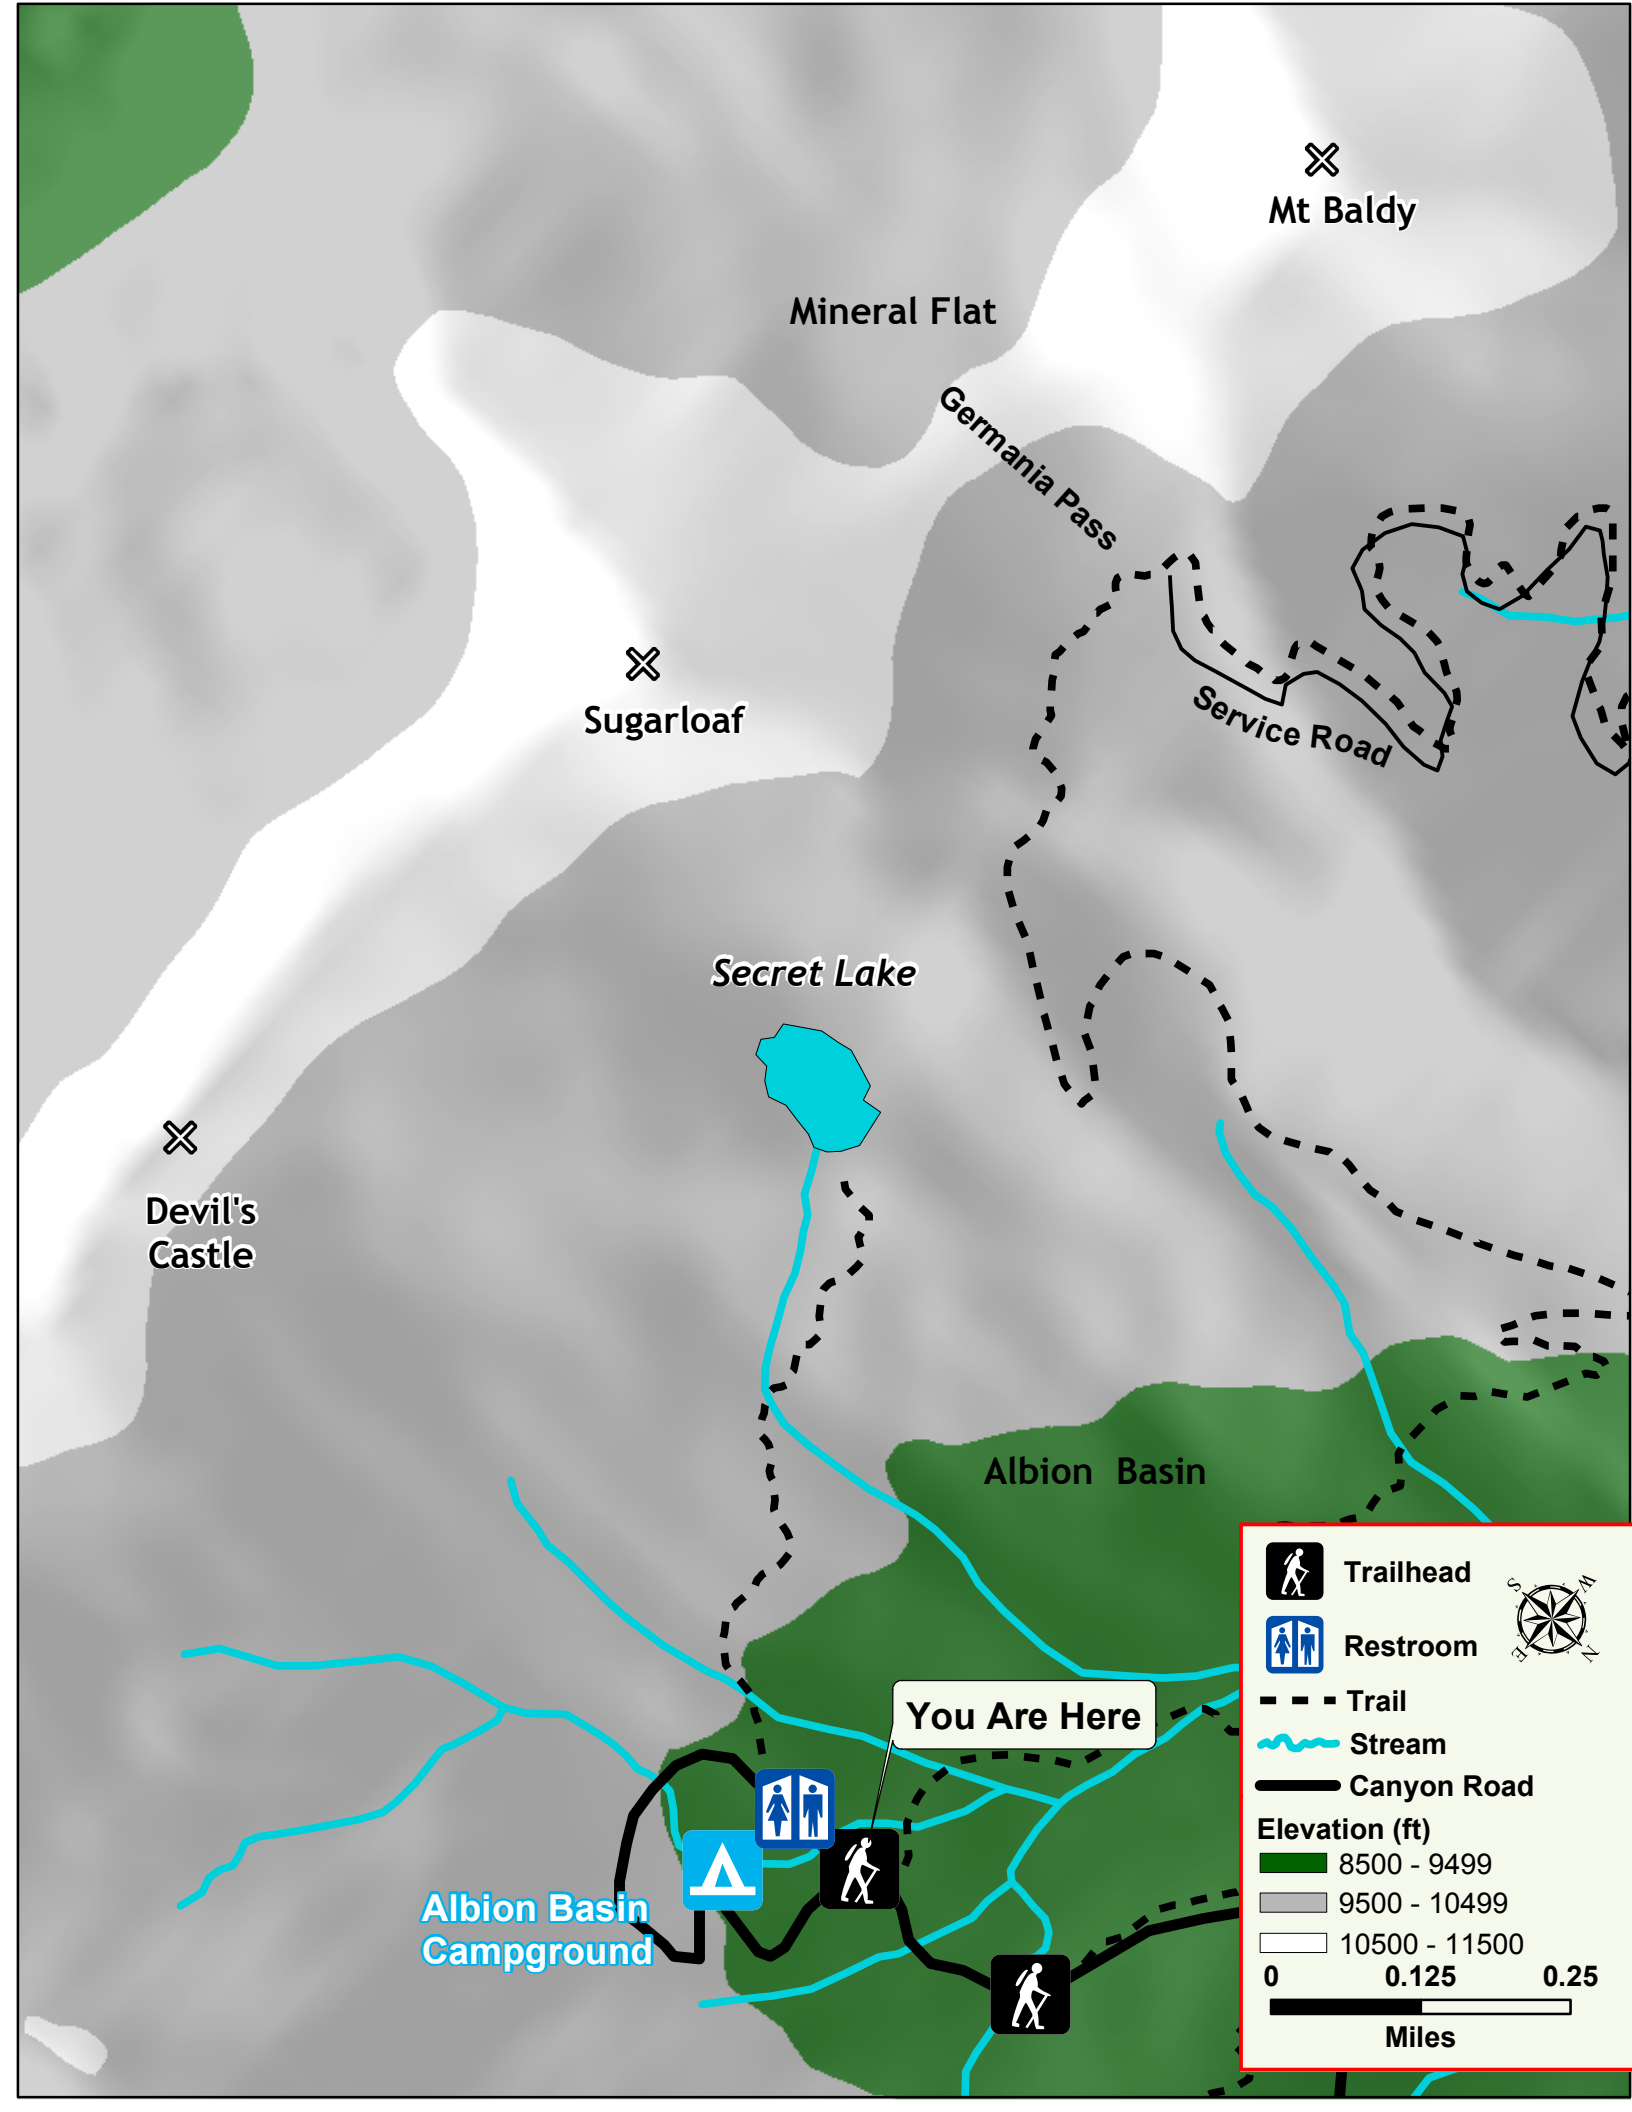 Mt Baldy
Mineral Flat
Germania Pass
Sugarloaf
Service Road
Secret Lake
Devil's
Castle
Albion Basin
You Are Here
Albion Basin
Campground
Trailhead
S W
E N
Restroom
Trail
Stream
Canyon Road
Elevation (ft)
8500 - 9499
9500 - 10499
10500 - 11500
0 0.125 0.25
Miles